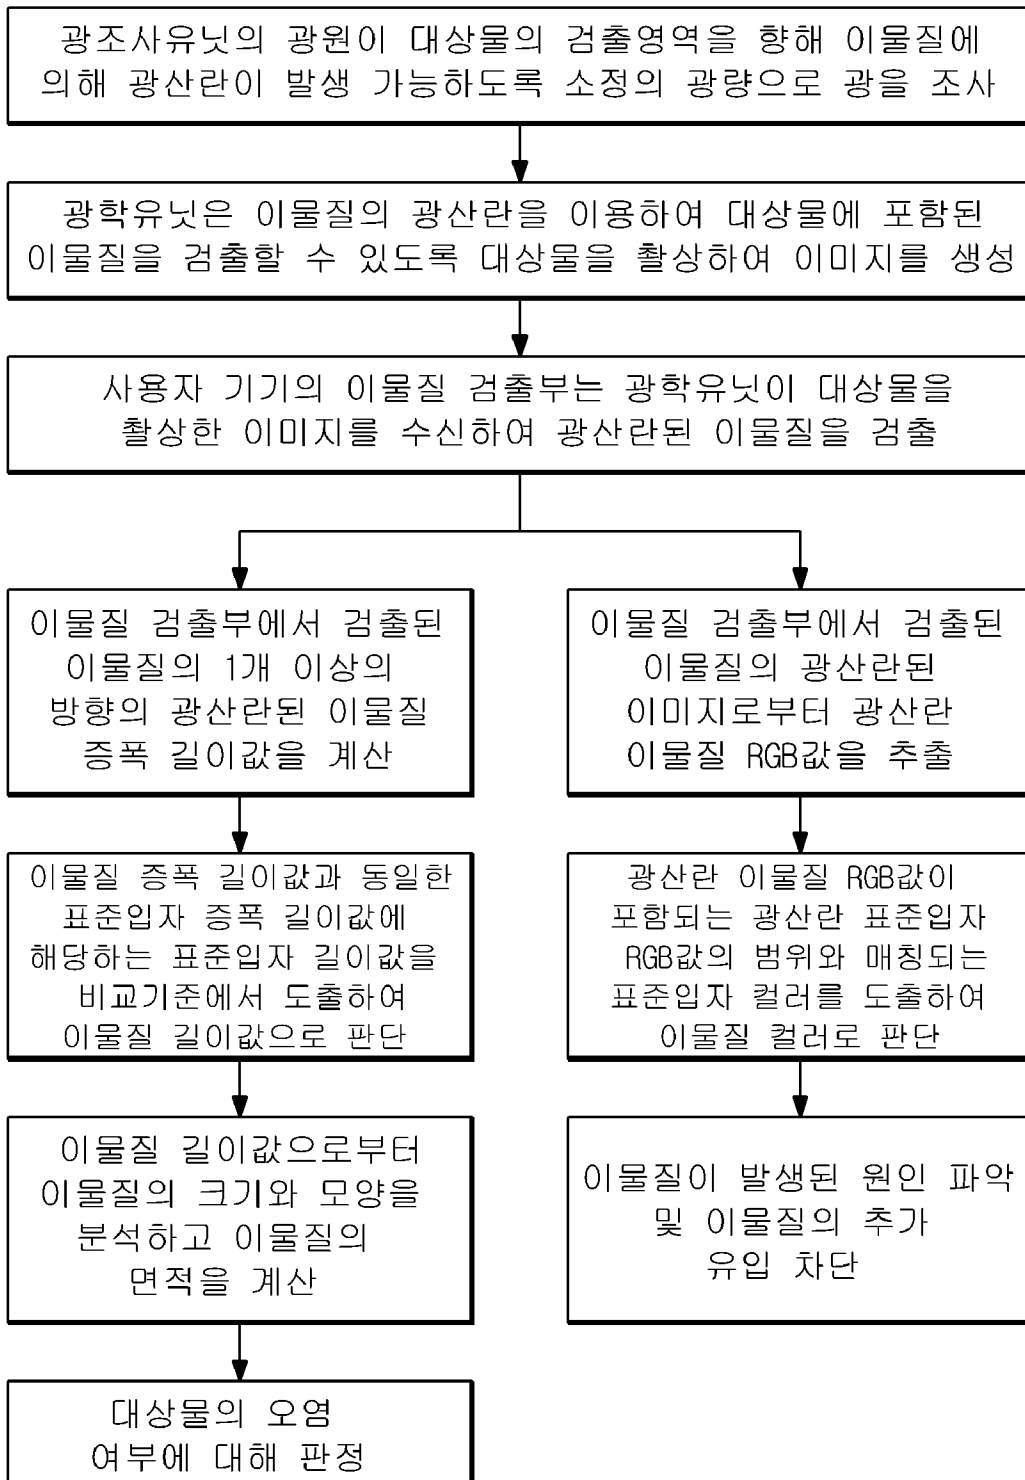 광조사유닛의 광원이 대상물의 검출영역을 향해 이물질에
의해 광산란이 발생 가능하도록 소정의 광량으로 광을 조사
광학유닛은 이물질의 광산란을 이용하여 대상물에 포함된
이물질을 검출할 수 있도록 대상물을 촬상하여 이미지를 생성
사용자 기기의 이물질 검출부는 광학유닛이 대상물을
촬상한 이미지를 수신하여 광산란된 이물질을 검출
이물질 검출부에서 검출된
이물질의 1개 이상의
방향의 광산란된 이물질
증폭 길이값을 계산
이물질 증폭 길이값과 동일한
표준입자 증폭 길이값에
해당하는 표준입자 길이값을
비교기준에서 도출하여
이물질 길이값으로 판단
이물질 길이값으로부터
이물질의 크기와 모양을
분석하고 이물질의
면적을 계산
대상물의 오염
여부에 대해 판정
이물질 검출부에서 검출된
이물질의 광산란된
이미지로부터 광산란
이물질 RGB값을 추출
광산란 이물질 RGB값이
포함되는 광산란 표준입자
RGB값의 범위와 매칭되는
표준입자 컬러를 도출하여
이물질 컬러로 판단
이물질이 발생된 원인 파악
및 이물질의 추가
유입 차단